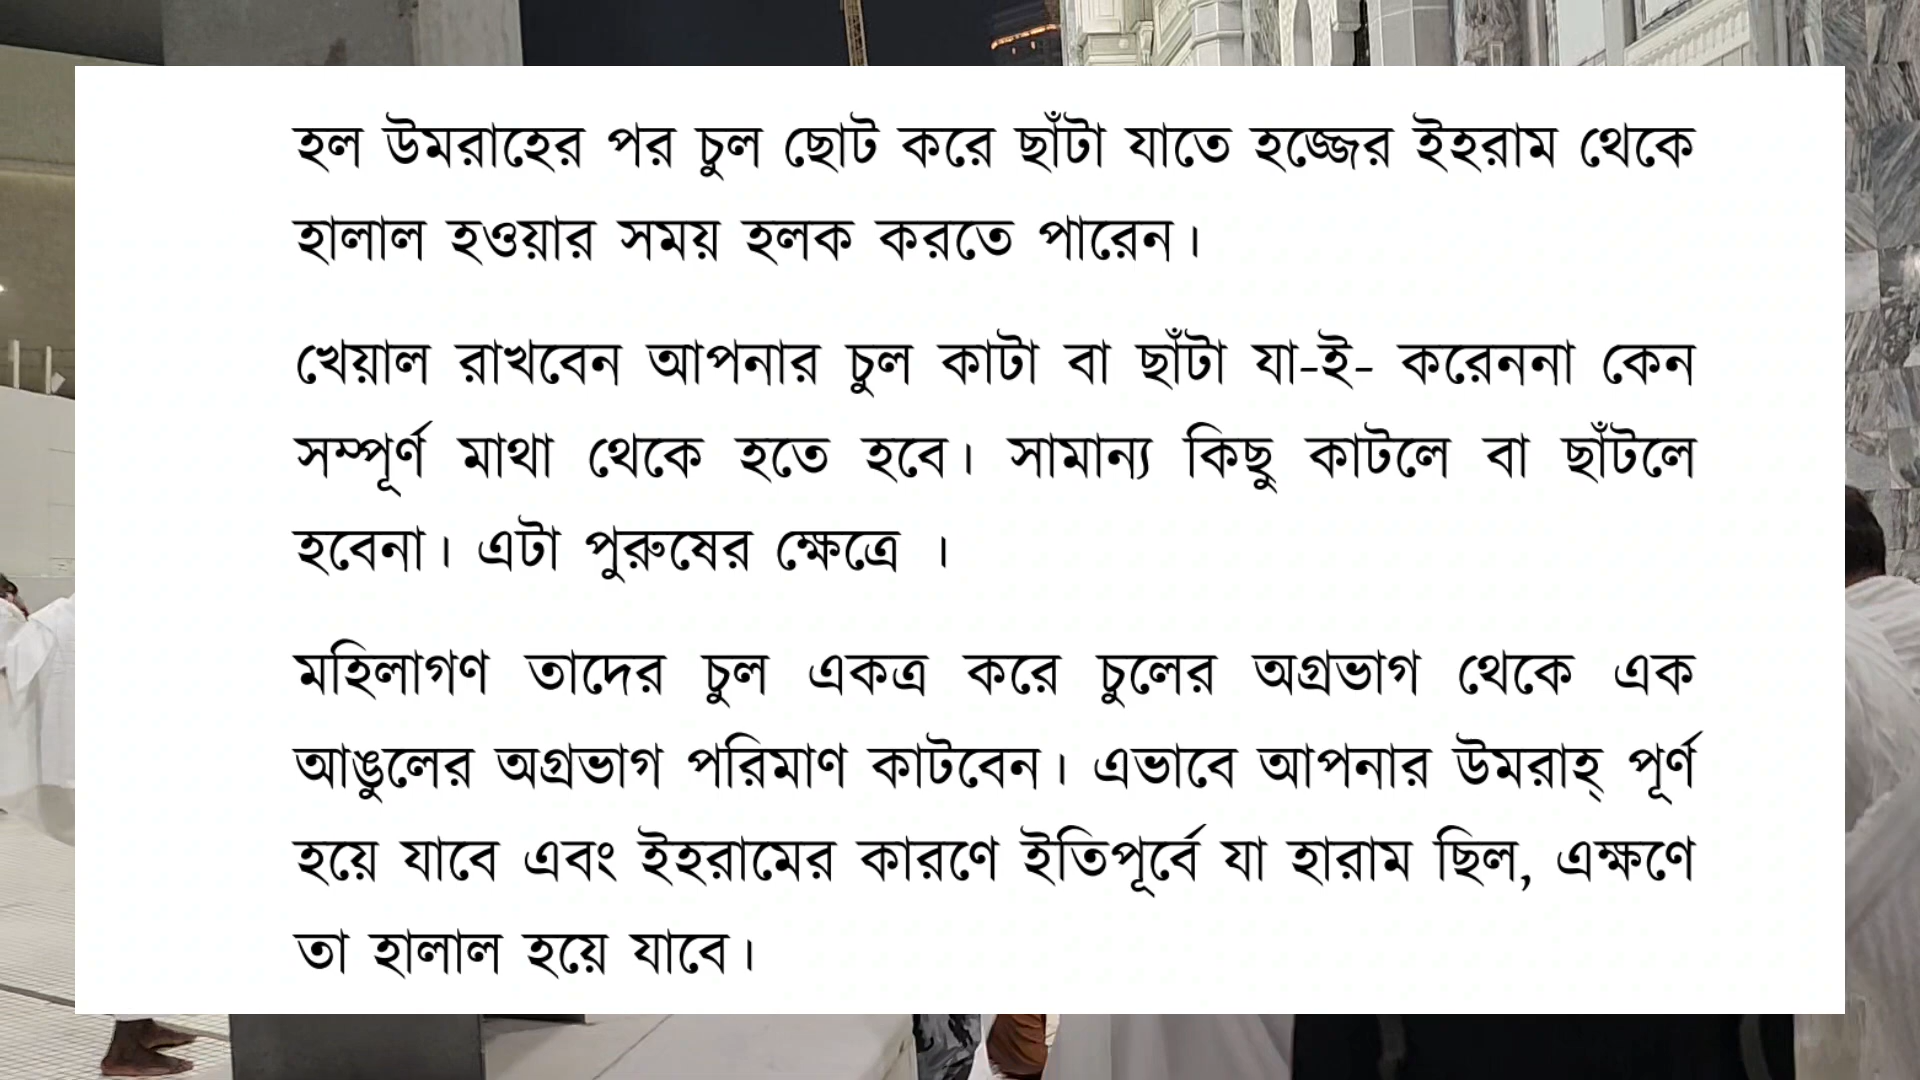 হল উমরাহের পর চুল ছোট করে ছাঁটা যাতে হজ্জের ইহরাম থেকে
হালাল হওয়ার সময় হলক করতে পারেন।
খেয়াল রাখবেন আপনার চুল কাটা বা ছাঁটা যা-ই- করেননা কেন
সম্পূর্ণ মাথা থেকে হতে হবে। সামান্য কিছু কাটলে বা ছাঁটলে
হবেনা। এটা পুরুষের ক্ষেত্রে ।
মহিলাগণ তাদের চুল একত্র করে চুলের অগ্রভাগ থেকে এক
আঙুলের অগ্রভাগ পরিমাণ কাটবেন। এভাবে আপনার উমরাহ্ পূর্ণ
হয়ে যাবে এবং ইহরামের কারণে ইতিপূর্বে যা হারাম ছিল, এক্ষণে
তা হালাল হয়ে যাবে।